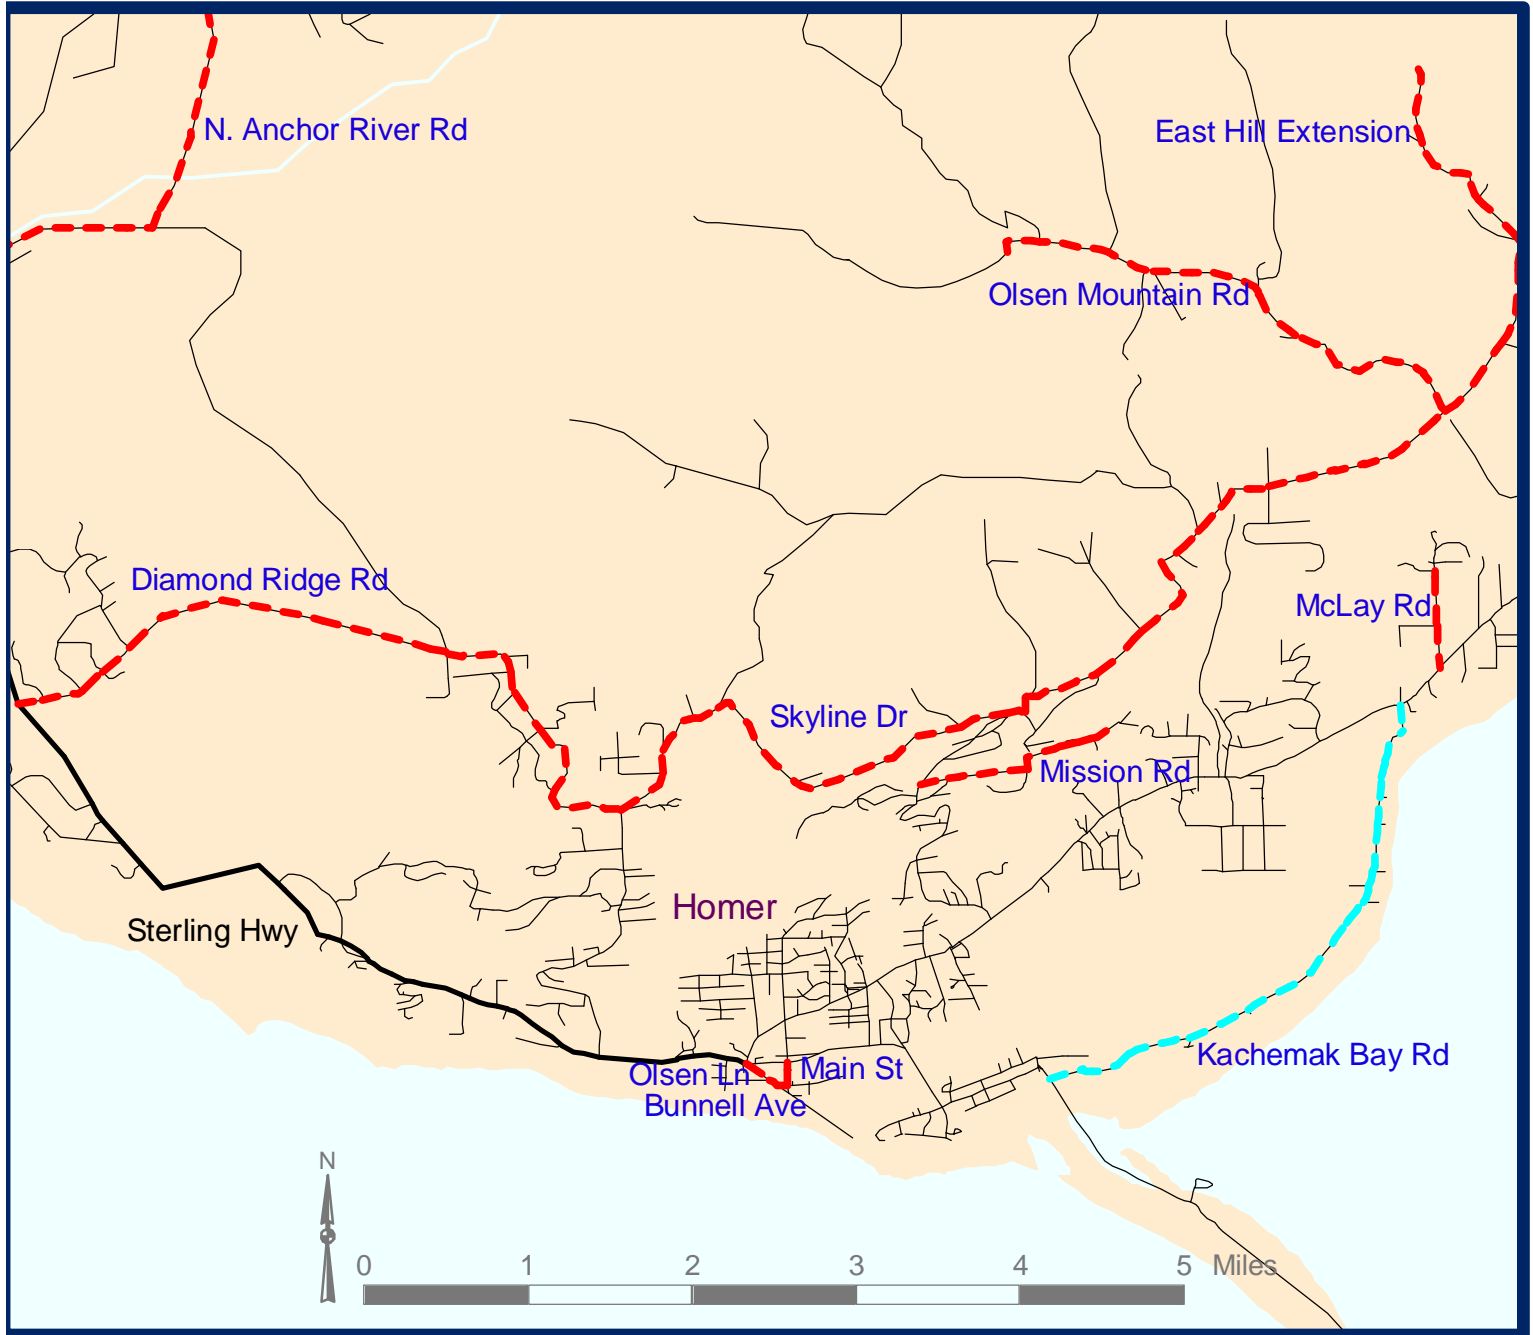 N. Anchor River Rd
East Hill Extension
Olsen Mountain Rd
Diamond Ridge Rd
McLay Rd
Skyline Dr
Mission Rd
Homer
Sterling Hwy
Kachemak Bay Rd
Olsen Ln
Main St
Bunnell Ave
N
0 1 2 3 4 5 Miles